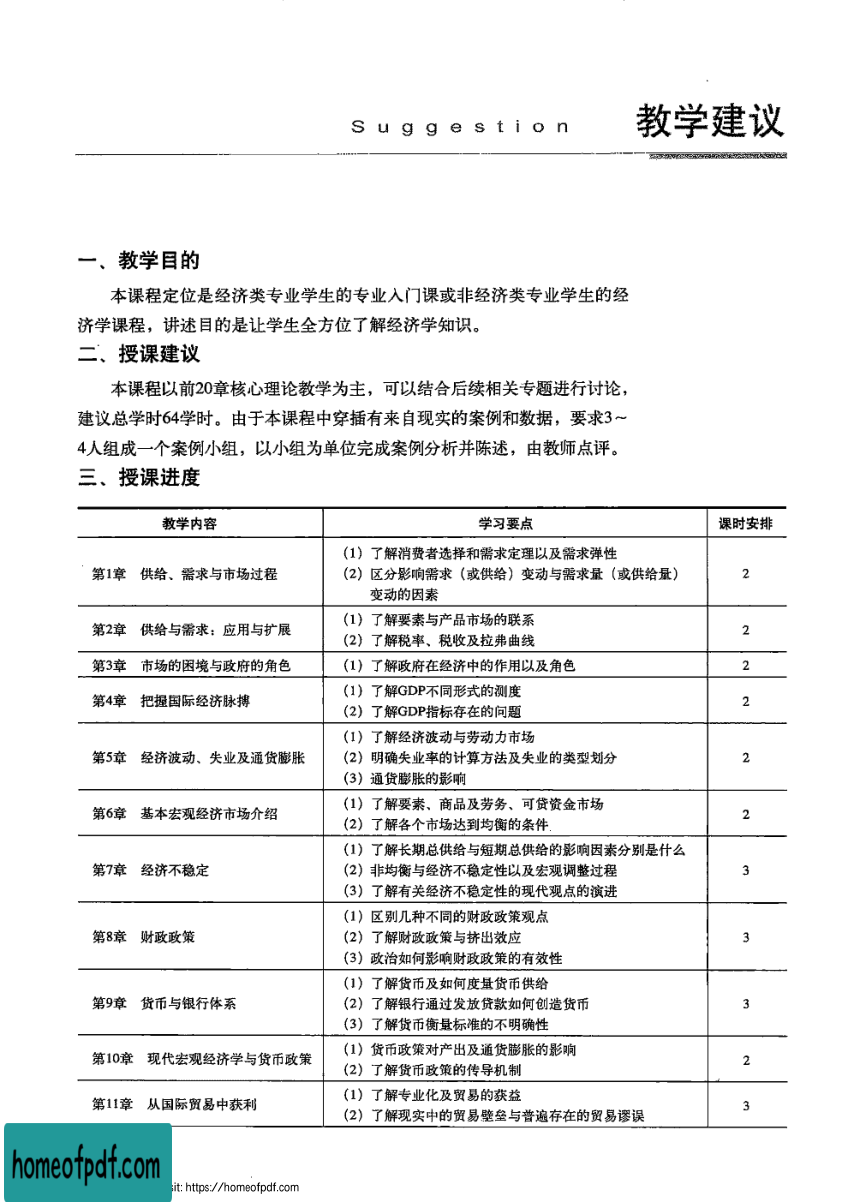 Suggestion 教学建议
一、教学目的
本课程定位是经济类专业学生的专业入门课或非经济类专业学生的经
济学课程，讲述目的是让学生全方位了解经济学知识。
二、授课建议
本课程以前20章核心理论教学为主，可以结合后续相关专题进行讨论，
建议总学时64学时。由于本课程中穿插有来自现实的案例和数据，要求3～
4人组成一个案例小组，以小组为单位完成案例分析并陈述，由教师点评。
三、授课进度
教学内容 学习要点 课时安排
第1章 供给、需求与市场过程
（1）了解消费者选择和需求定理以及需求弹性
（2）区分影响需求（或供给）变动与需求量（或供给量）
变动的因素
2
第2章 供给与需求：应用与扩展
（1）了解要素与产品市场的联系
（2）了解税率、税收及拉弗曲线
2
第3章 市场的困境与政府的角色 （1）了解政府在经济中的作用以及角色 2
第4章 把握国际经济脉搏
（1）了解GDP不同形式的测度
（2）了解GDP指标存在的问题
2
第5章 经济波动、失业及通货膨胀
（1）了解经济波动与劳动力市场
（2）明确失业率的计算方法及失业的类型划分
（3）通货膨胀的影响
2
第6章 基本宏观经济市场介绍
（1）了解要素、商品及劳务、可贷资金市场
（2）了解各个市场达到均衡的条件
2
第7章 经济不稳定
（1）了解长期总供给与短期总供给的影响因素分别是什么
（2）非均衡与经济不稳定性以及宏观调整过程
（3）了解有关经济不稳定性的现代观点的演进
3
第8章 财政政策
（1）区别几种不同的财政政策观点
（2）了解财政政策与挤出效应
（3）政治如何影响财政政策的有效性
3
第9章 货币与银行体系
（1）了解货币及如何度量货币供给
（2）了解银行通过发放贷款如何创造货币
（3）了解货币衡量标准的不明确性
3
第10章 现代宏观经济学与货币政策
（1）货币政策对产出及通货膨胀的影响
（2）了解货币政策的传导机制
2
第11章 从国际贸易中获利
（1）了解专业化及贸易的获益
（2）了解现实中的贸易壁垒与普遍存在的贸易谬误
3
homeofpdf.com
sit: https://homeofpdf.com